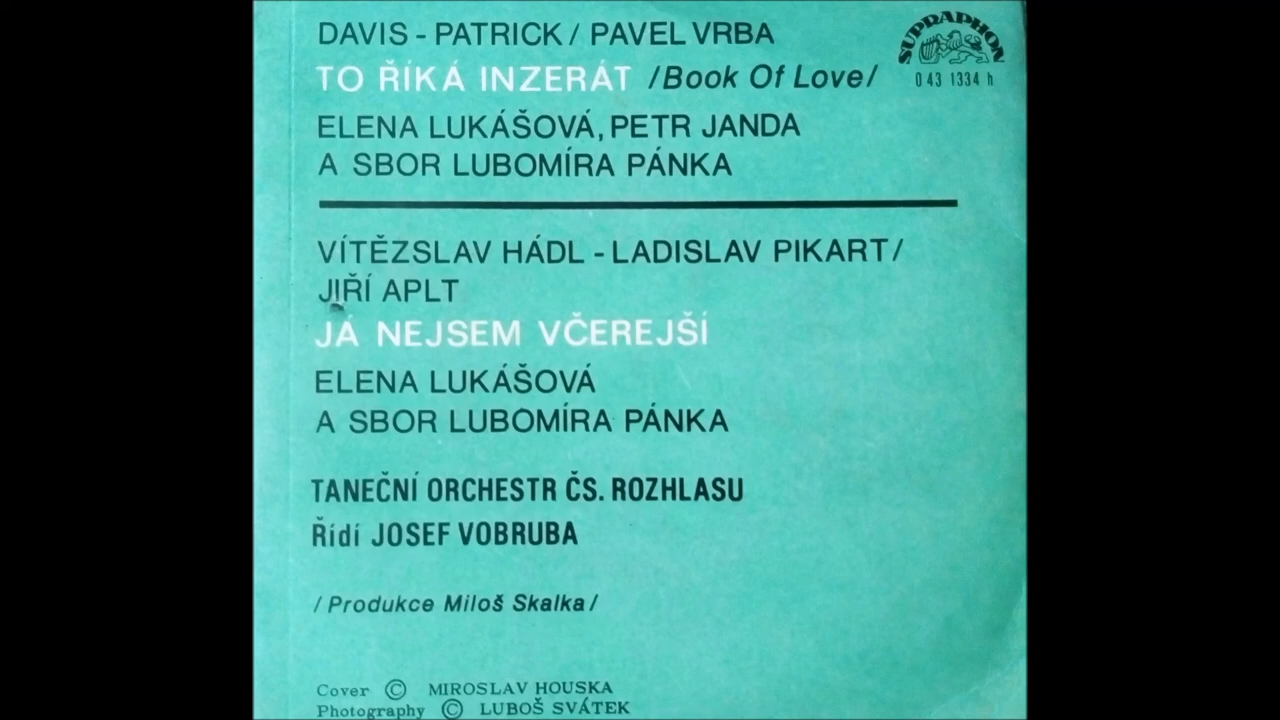 DAVIS - PATRICK / PAVEL VRBA
SUPRAPHON
TO ŘÍKÁ INZERÁT /Book Of Love/
0 43 1334 h
ELENA LUKÁŠOVÁ, PETR JANDA
A SBOR LUBOMÍRA PÁNKA
VÍTĚZSLAV HÁDL - LADISLAV PIKART /
JIŘÍ APLT
JÁ NEJSEM VČEREJŠÍ
ELENA LUKÁŠOVÁ
A SBOR LUBOMÍRA PÁNKA
TANEČNÍ ORCHESTR ČS. ROZHLASU
Řídí JOSEF VOBRUBA
/ Produkce Miloš Skalka /
Cover © MIROSLAV HOUSKA
Photography © LUBOŠ SVÁTEK